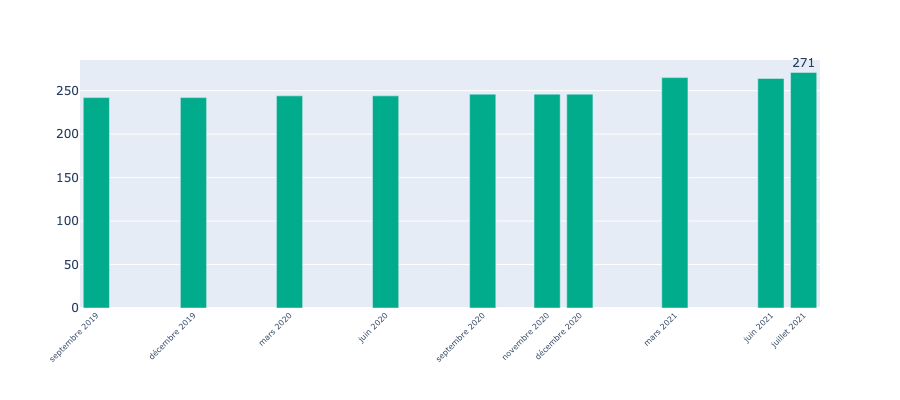 271
250
200
150
100
50
0
septembre 2019
décembre 2019
mars 2020
juin 2020
septembre 2020
novembre 2020
décembre 2020
mars 2021
juin 2021
juillet 2021